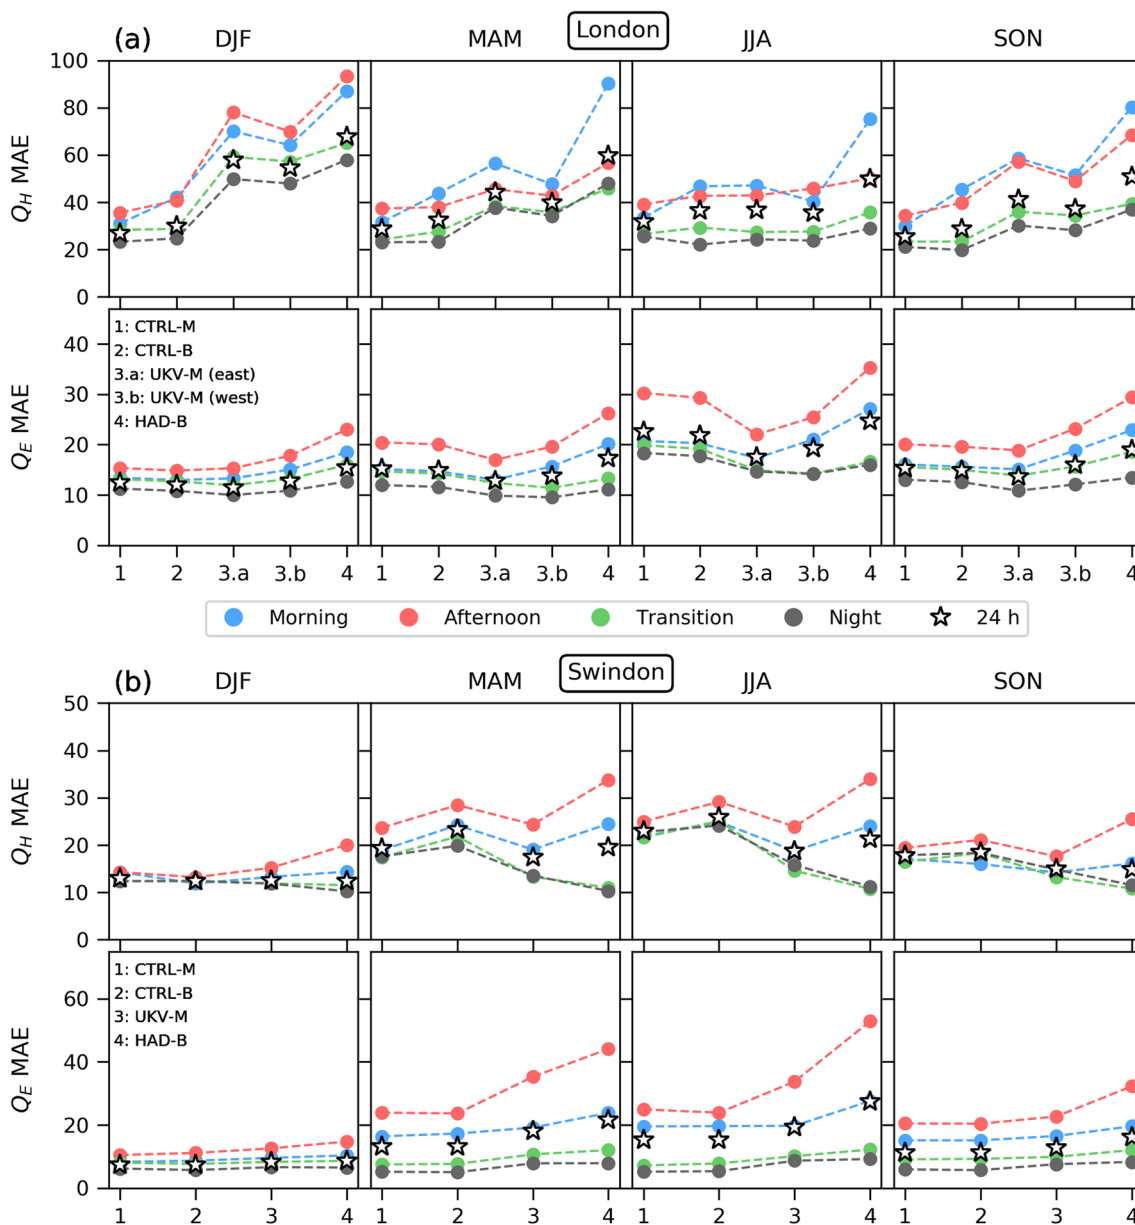 (a) DJF MAM London JJA SON
100
80
60
40
20
0
Q_H MAE
1: CTRL-M
2: CTRL-B
3.a: UKV-M (east)
3.b: UKV-M (west)
4: HAD-B
40
30
20
10
0
Q_E MAE
1 2 3.a 3.b 4 1 2 3.a 3.b 4 1 2 3.a 3.b 4 1 2 3.a 3.b 4
Morning Afternoon Transition Night 24 h
(b) DJF MAM Swindon JJA SON
50
40
30
20
10
0
Q_H MAE
1: CTRL-M
2: CTRL-B
3: UKV-M
4: HAD-B
60
40
20
0
Q_E MAE
1 2 3 4 1 2 3 4 1 2 3 4 1 2 3 4